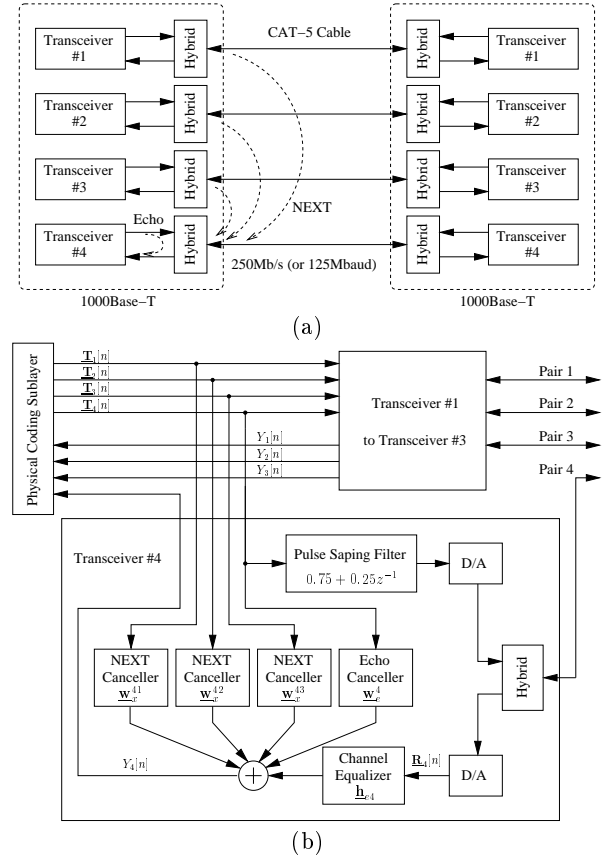 CAT-5 Cable
Transceiver
#1
Hybrid
Hybrid
Transceiver
#1
Transceiver
#2
Hybrid
Hybrid
Transceiver
#2
Transceiver
#3
Hybrid
Hybrid
Transceiver
#3
NEXT
Echo
Transceiver
#4
Hybrid
Hybrid
Transceiver
#4
250Mb/s (or 125Mbaud)
1000Base-T
1000Base-T
(a)
Physical Coding Sublayer
T₁[n]
T₂[n]
T₃[n]
T₄[n]
Y₁[n]
Y₂[n]
Y₃[n]
Transceiver #1
to Transceiver #3
Pair 1
Pair 2
Pair 3
Pair 4
Transceiver #4
Pulse Saping Filter
0.75 + 0.25z⁻¹
D/A
Hybrid
NEXT
Canceller
w_x^41
NEXT
Canceller
w_x^42
NEXT
Canceller
w_x^43
Echo
Canceller
w_e^4
Y₄[n]
+
Channel
Equalizer
h_e4
R₄[n]
D/A
(b)